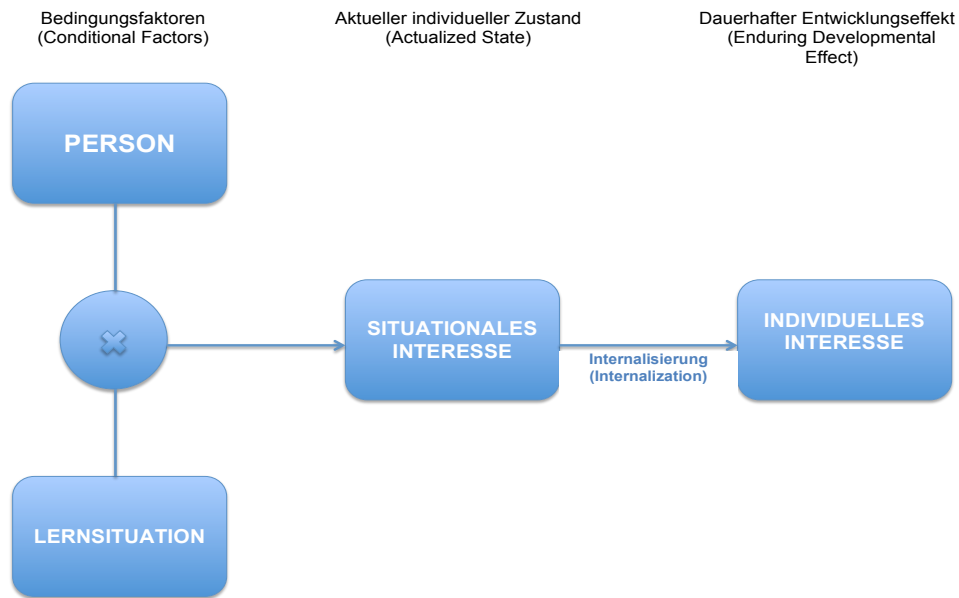 Bedingungsfaktoren
(Conditional Factors)
Aktueller individueller Zustand
(Actualized State)
Dauerhafter Entwicklungseffekt
(Enduring Developmental
Effect)
PERSON
SITUATIONALES
INTERESSE
Internalisierung
(Internalization)
INDIVIDUELLES
INTERESSE
LERNSITUATION